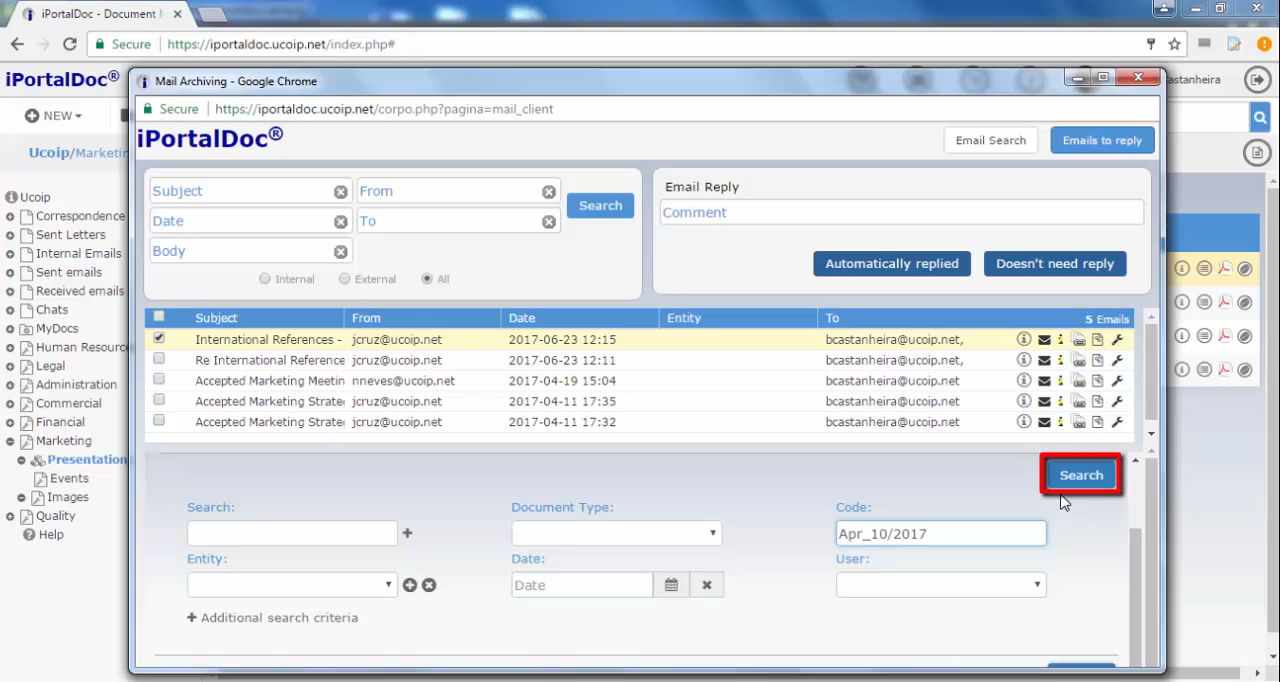 iPortalDoc - Document M
Secure https://iportaldoc.ucoip.net/index.php#
iPortalDoc®
astanheira
NEW
Ucoip/Marketin
Ucoip
Correspondence
Sent Letters
Internal Emails
Sent emails
Received emails
Chats
MyDocs
Human Resource
Legal
Administration
Commercial
Financial
Marketing
Presentation
Events
Images
Quality
Help
Mail Archiving - Google Chrome
Secure https://iportaldoc.ucoip.net/corpo.php?pagina=mail_client
iPortalDoc®
Email Search Emails to reply
Subject From
Search
Date To
Body
Internal External All
Email Reply
Comment
Automatically replied Doesn't need reply
Subject From Date Entity To 5 Emails
International References - jcruz@ucoip.net 2017-06-23 12:15 bcastanheira@ucoip.net,
Re International Reference jcruz@ucoip.net 2017-06-23 12:11 bcastanheira@ucoip.net,
Accepted Marketing Meetin nneves@ucoip.net 2017-04-19 15:04 bcastanheira@ucoip.net
Accepted Marketing Strate jcruz@ucoip.net 2017-04-11 17:35 bcastanheira@ucoip.net
Accepted Marketing Strate jcruz@ucoip.net 2017-04-11 17:32 bcastanheira@ucoip.net
Search
Search: Document Type: Code:
Apr_10/2017
Entity: Date: User:
Date
Additional search criteria